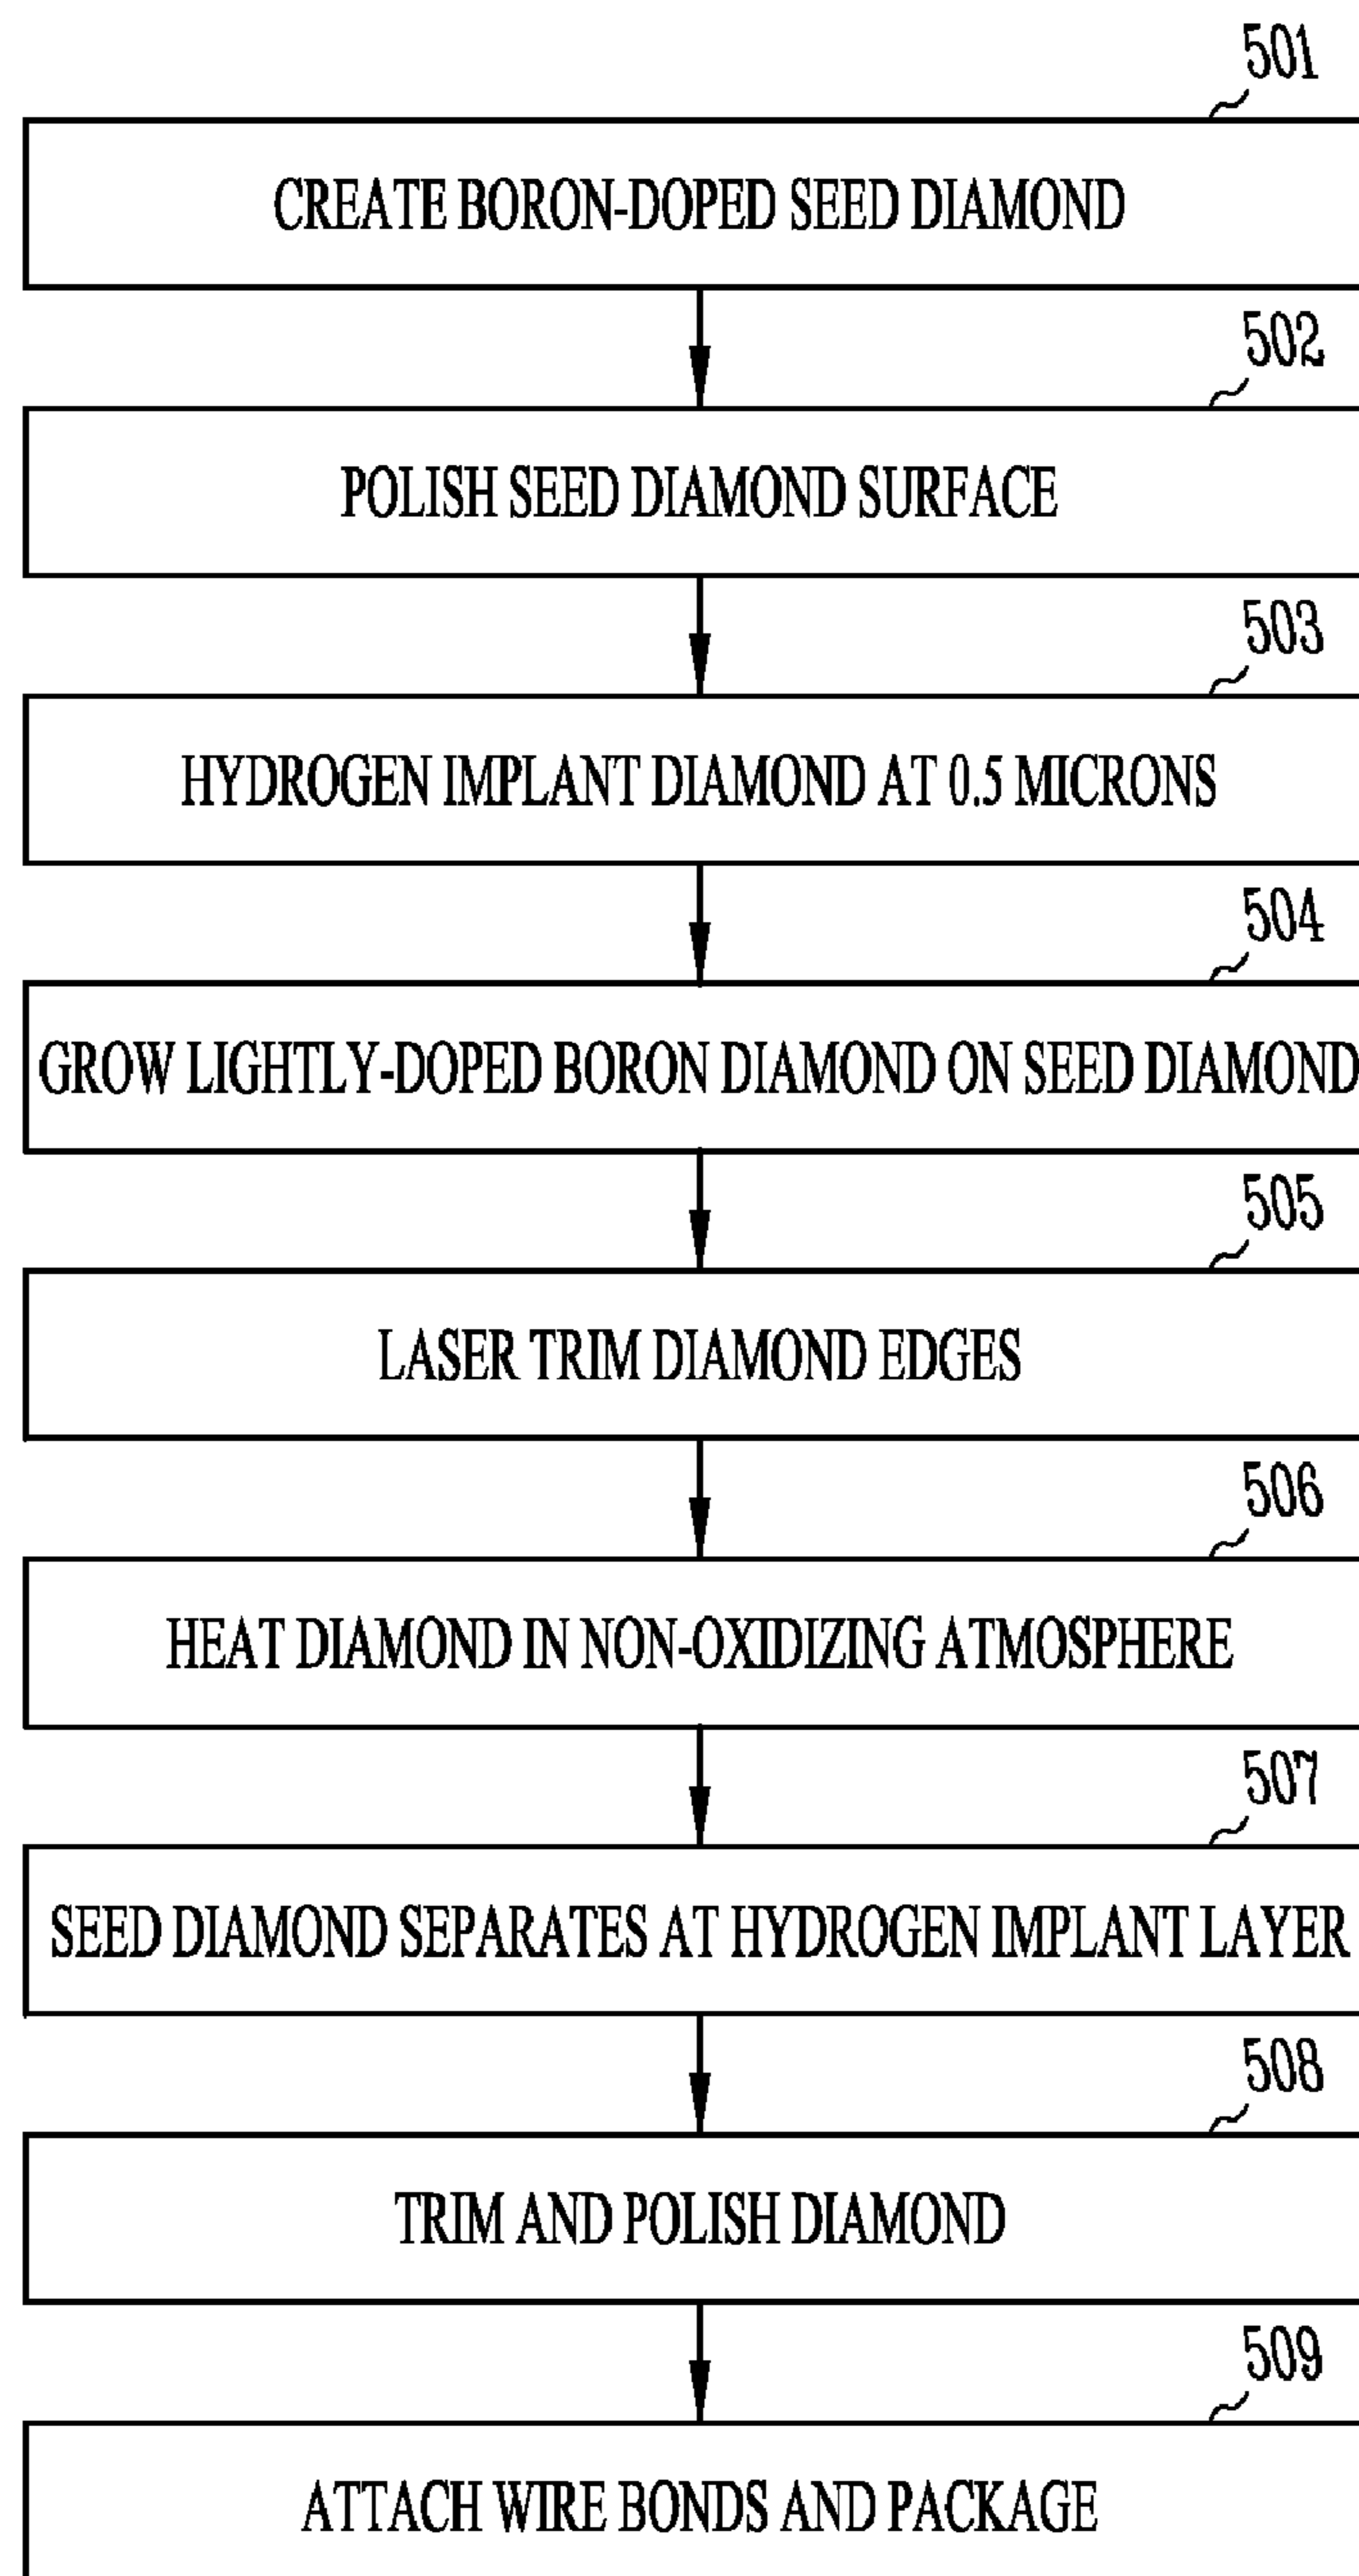 501
CREATE BORON-DOPED SEED DIAMOND
502
POLISH SEED DIAMOND SURFACE
503
HYDROGEN IMPLANT DIAMOND AT 0.5 MICRONS
504
GROW LIGHTLY-DOPED BORON DIAMOND ON SEED DIAMOND
505
LASER TRIM DIAMOND EDGES
506
HEAT DIAMOND IN NON-OXIDIZING ATMOSPHERE
507
SEED DIAMOND SEPARATES AT HYDROGEN IMPLANT LAYER
508
TRIM AND POLISH DIAMOND
509
ATTACH WIRE BONDS AND PACKAGE